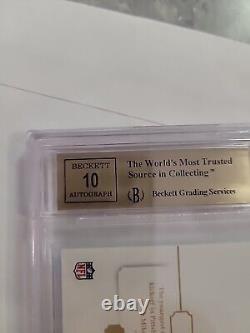 BECKETT
10
AUTOGRAPH
The World's Most Trusted
Source in Collecting™
B
Beckett Grading Services
NFL